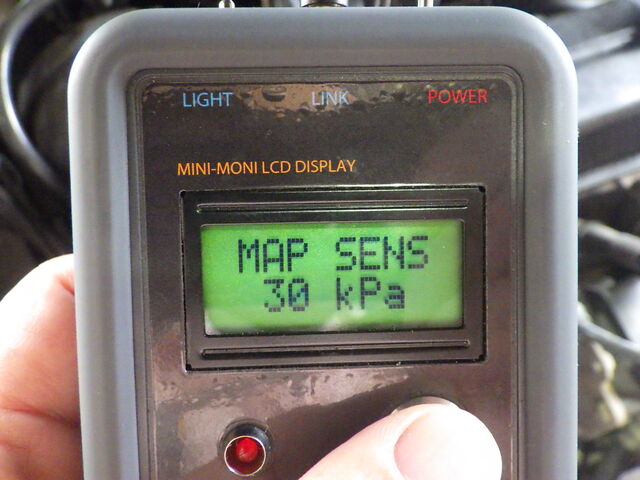 LIGHT LINK POWER
MINI-MONI LCD DISPLAY
MAP SENS
30 kPa